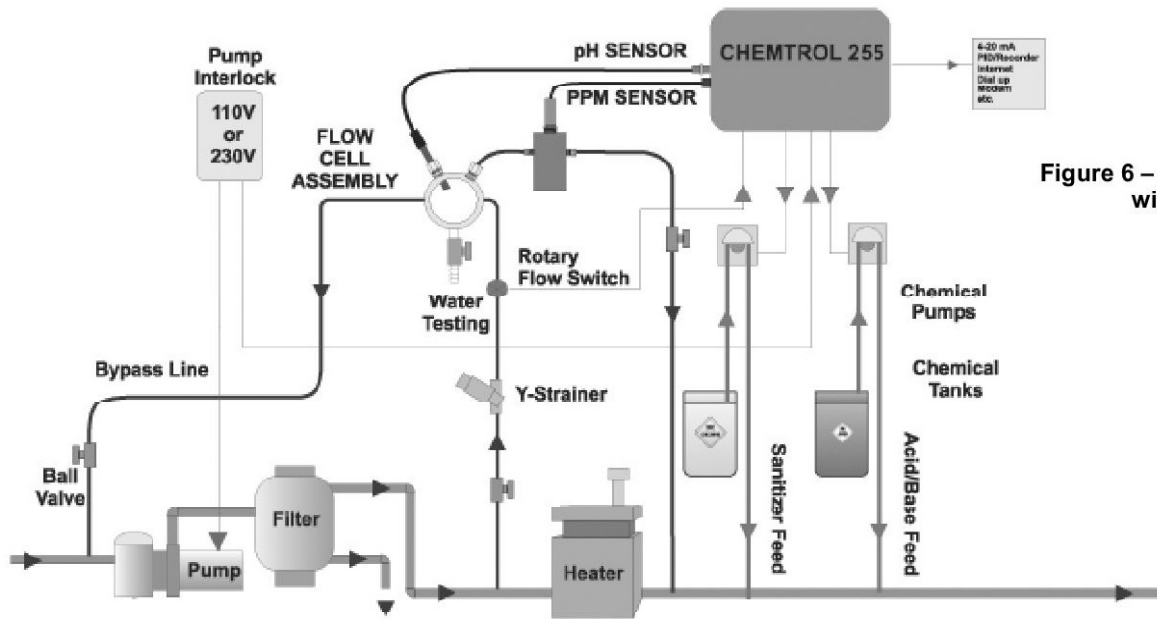 pH SENSOR
CHEMTROL 255
4-20 mA
PID/Recorder
Internet
Dial up
Modem
etc.
Pump
Interlock
PPM SENSOR
110V
or
230V
FLOW
CELL
ASSEMBLY
Figure 6 –
wi
Rotary
Flow Switch
Water
Testing
Chemical
Pumps
Bypass Line
Y-Strainer
Chemical
Tanks
Ball
Valve
Sanitizer Feed
Acid/Base Feed
Filter
Pump
Heater